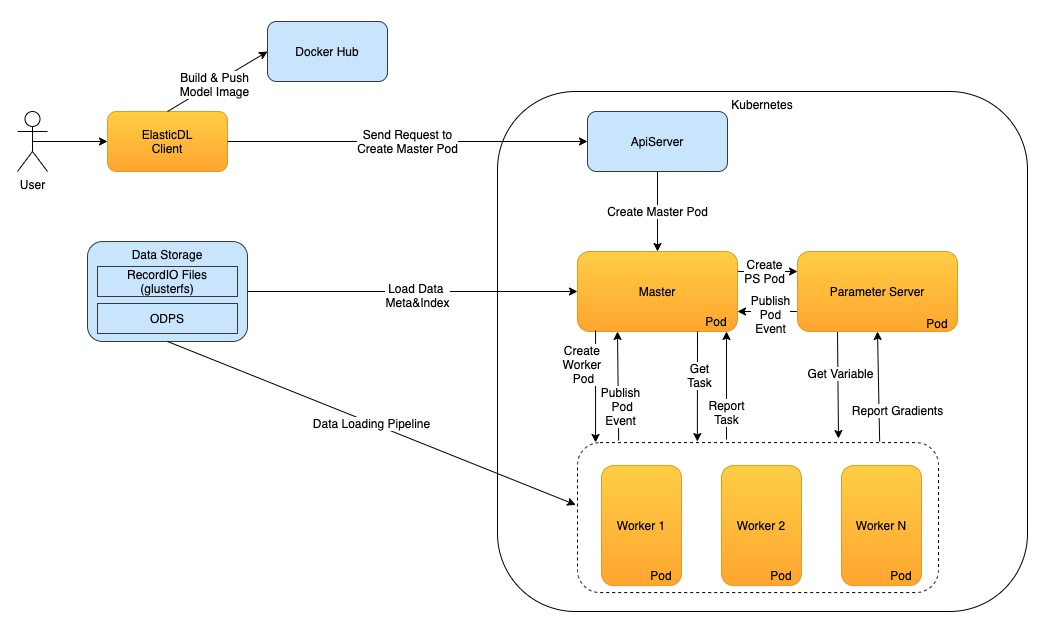 Docker Hub
Build & Push
Model Image
Kubernetes
ElasticDL
Client
Send Request to
Create Master Pod
ApiServer
User
Create Master Pod
Data Storage
RecordIO Files
(glusterfs)
ODPS
Load Data
Meta&Index
Master
Pod
Create
PS Pod
Publish
Pod
Event
Parameter Server
Pod
Create
Worker
Pod
Publish
Pod
Event
Get
Task
Report
Task
Get Variable
Report Gradients
Data Loading Pipeline
Worker 1
Pod
Worker 2
Pod
Worker N
Pod